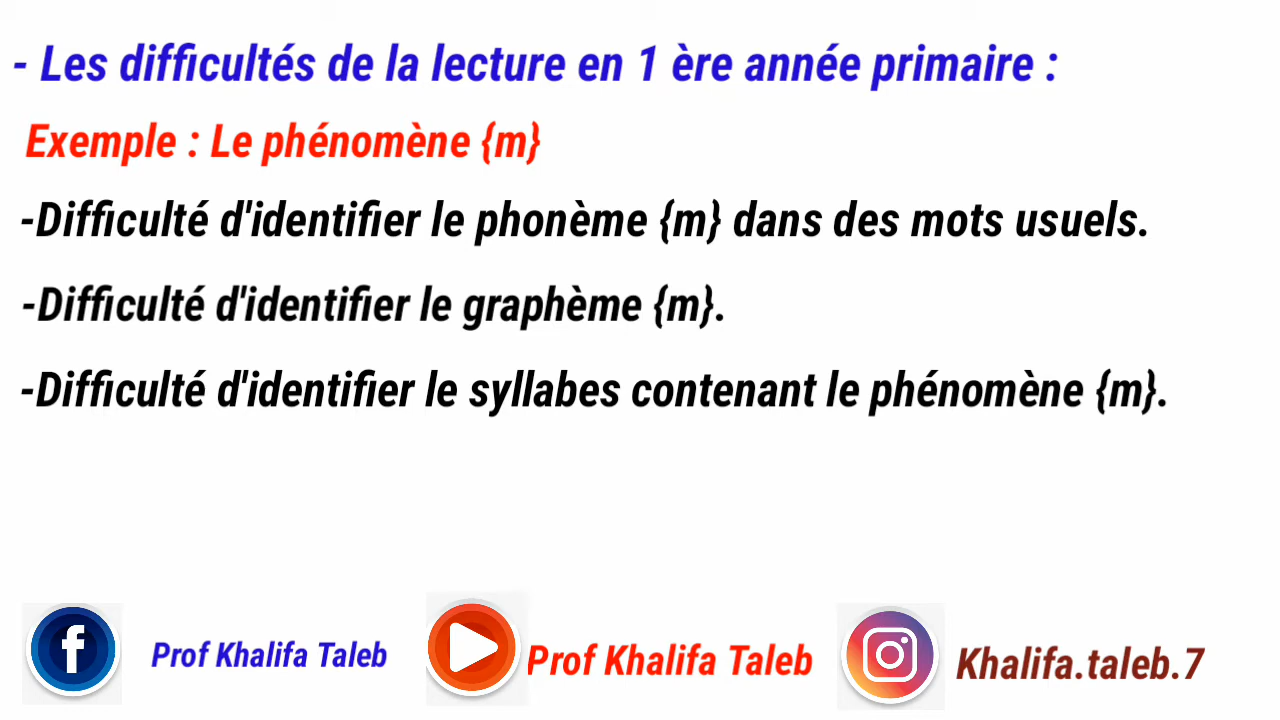 - Les difficultés de la lecture en 1 ère année primaire :
Exemple : Le phénomène {m}
-Difficulté d'identifier le phonème {m} dans des mots usuels.
-Difficulté d'identifier le graphème {m}.
-Difficulté d'identifier le syllabes contenant le phénomène {m}.
Prof Khalifa Taleb
Prof Khalifa Taleb
Khalifa.taleb.7